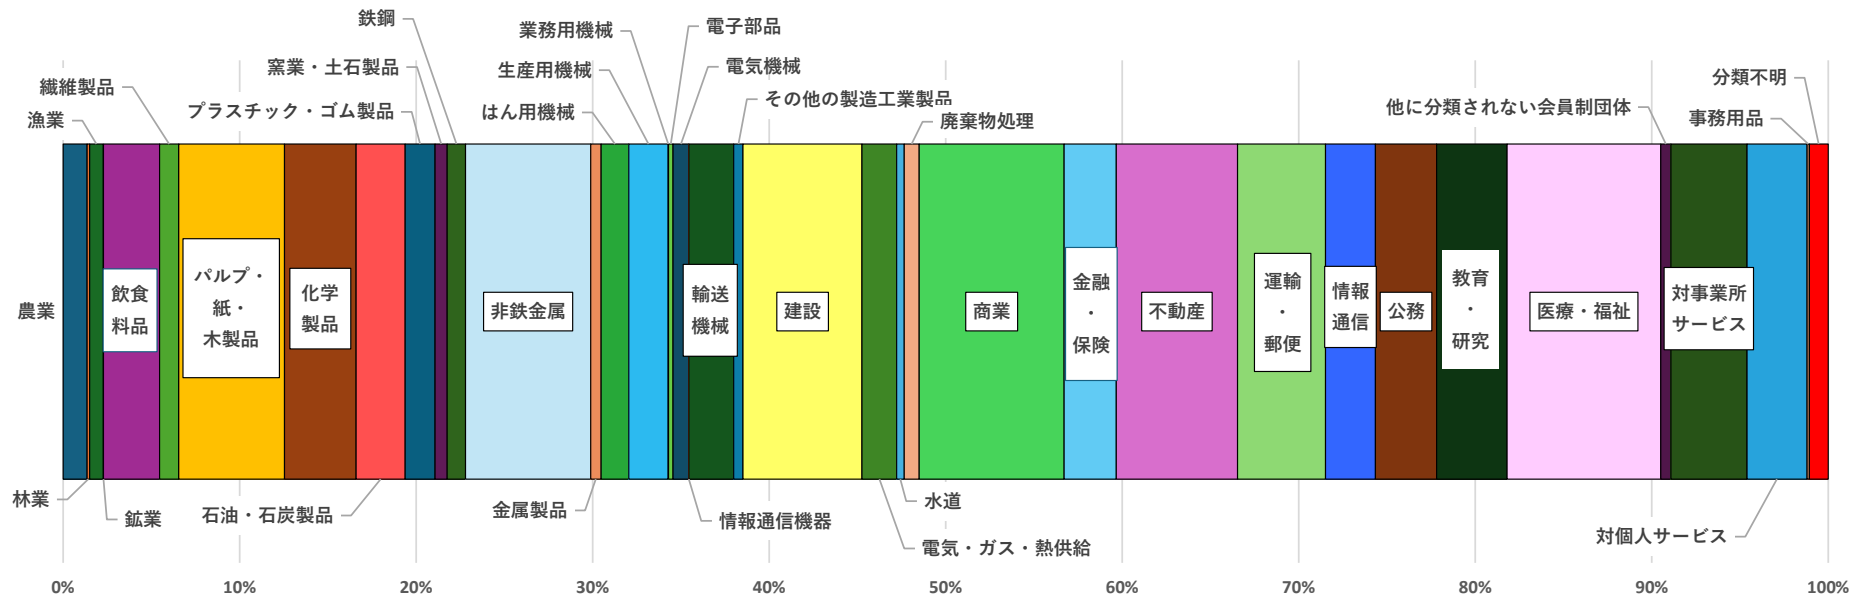 鉄鋼
業務用機械
電子部品
窯業・土石製品
生産用機械
電気機械
分類不明
繊維製品
プラスチック・ゴム製品
はん用機械
その他の製造工業製品
他に分類されない会員制団体
漁業
廃棄物処理
事務用品
農業
飲食
料品
パルプ・
紙・
木製品
化学
製品
非鉄金属
輸送
機械
建設
商業
金融
・
保険
不動産
運輸
・
郵便
情報
通信
公務
教育
・
研究
医療・福祉
対事業所
サービス
林業
鉱業
石油・石炭製品
金属製品
情報通信機器
水道
電気・ガス・熱供給
対個人サービス
0%
10%
20%
30%
40%
50%
60%
70%
80%
90%
100%